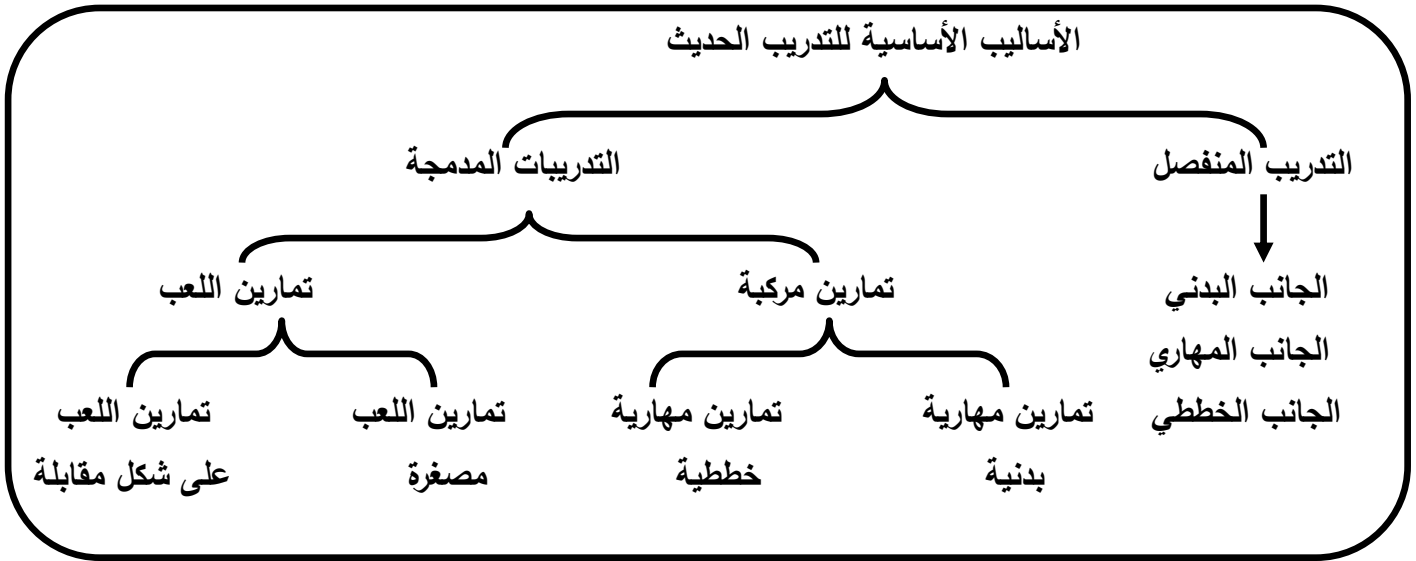 الأساليب الأساسية للتدريب الحديث
التدريب المنفصل
التدريبات المدمجة
الجانب البدني
تمارين مركبة
تمارين اللعب
الجانب المهاري
الجانب الخططي
تمارين مهارية
بدنية
تمارين مهارية
خططية
تمارين اللعب
مصغرة
تمارين اللعب
على شكل مقابلة